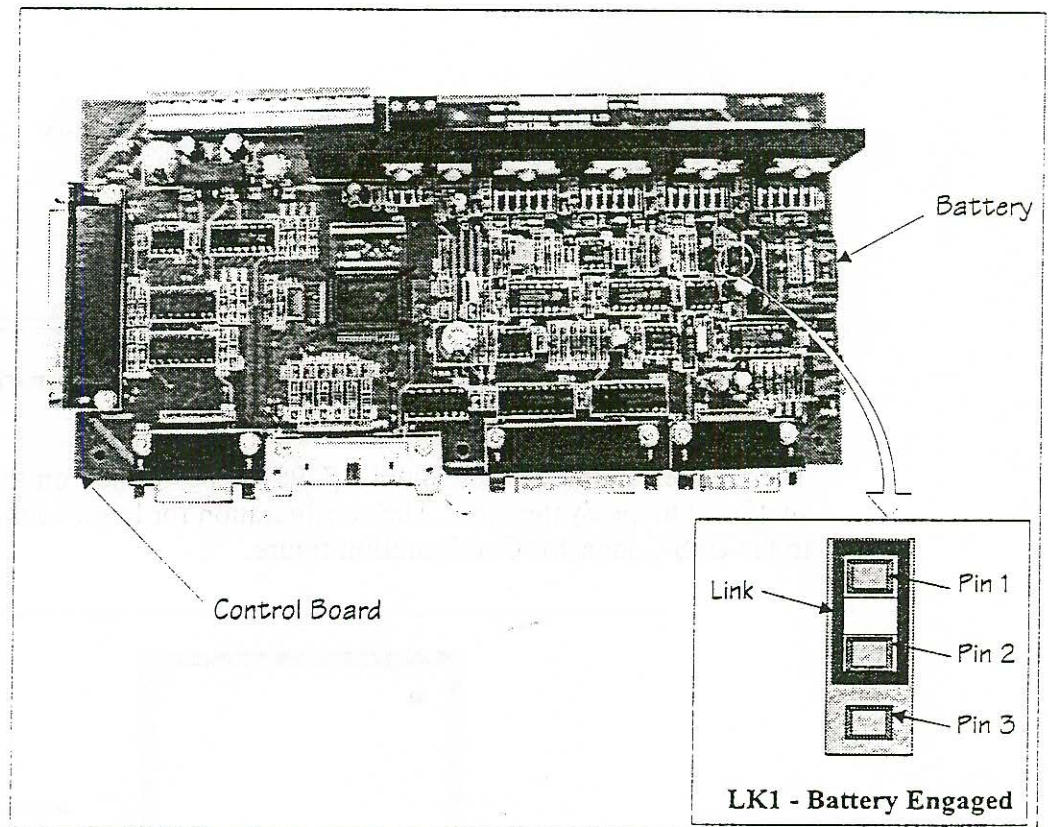 Battery
Control Board
Link
Pin 1
Pin 2
Pin 3
LK1 - Battery Engaged